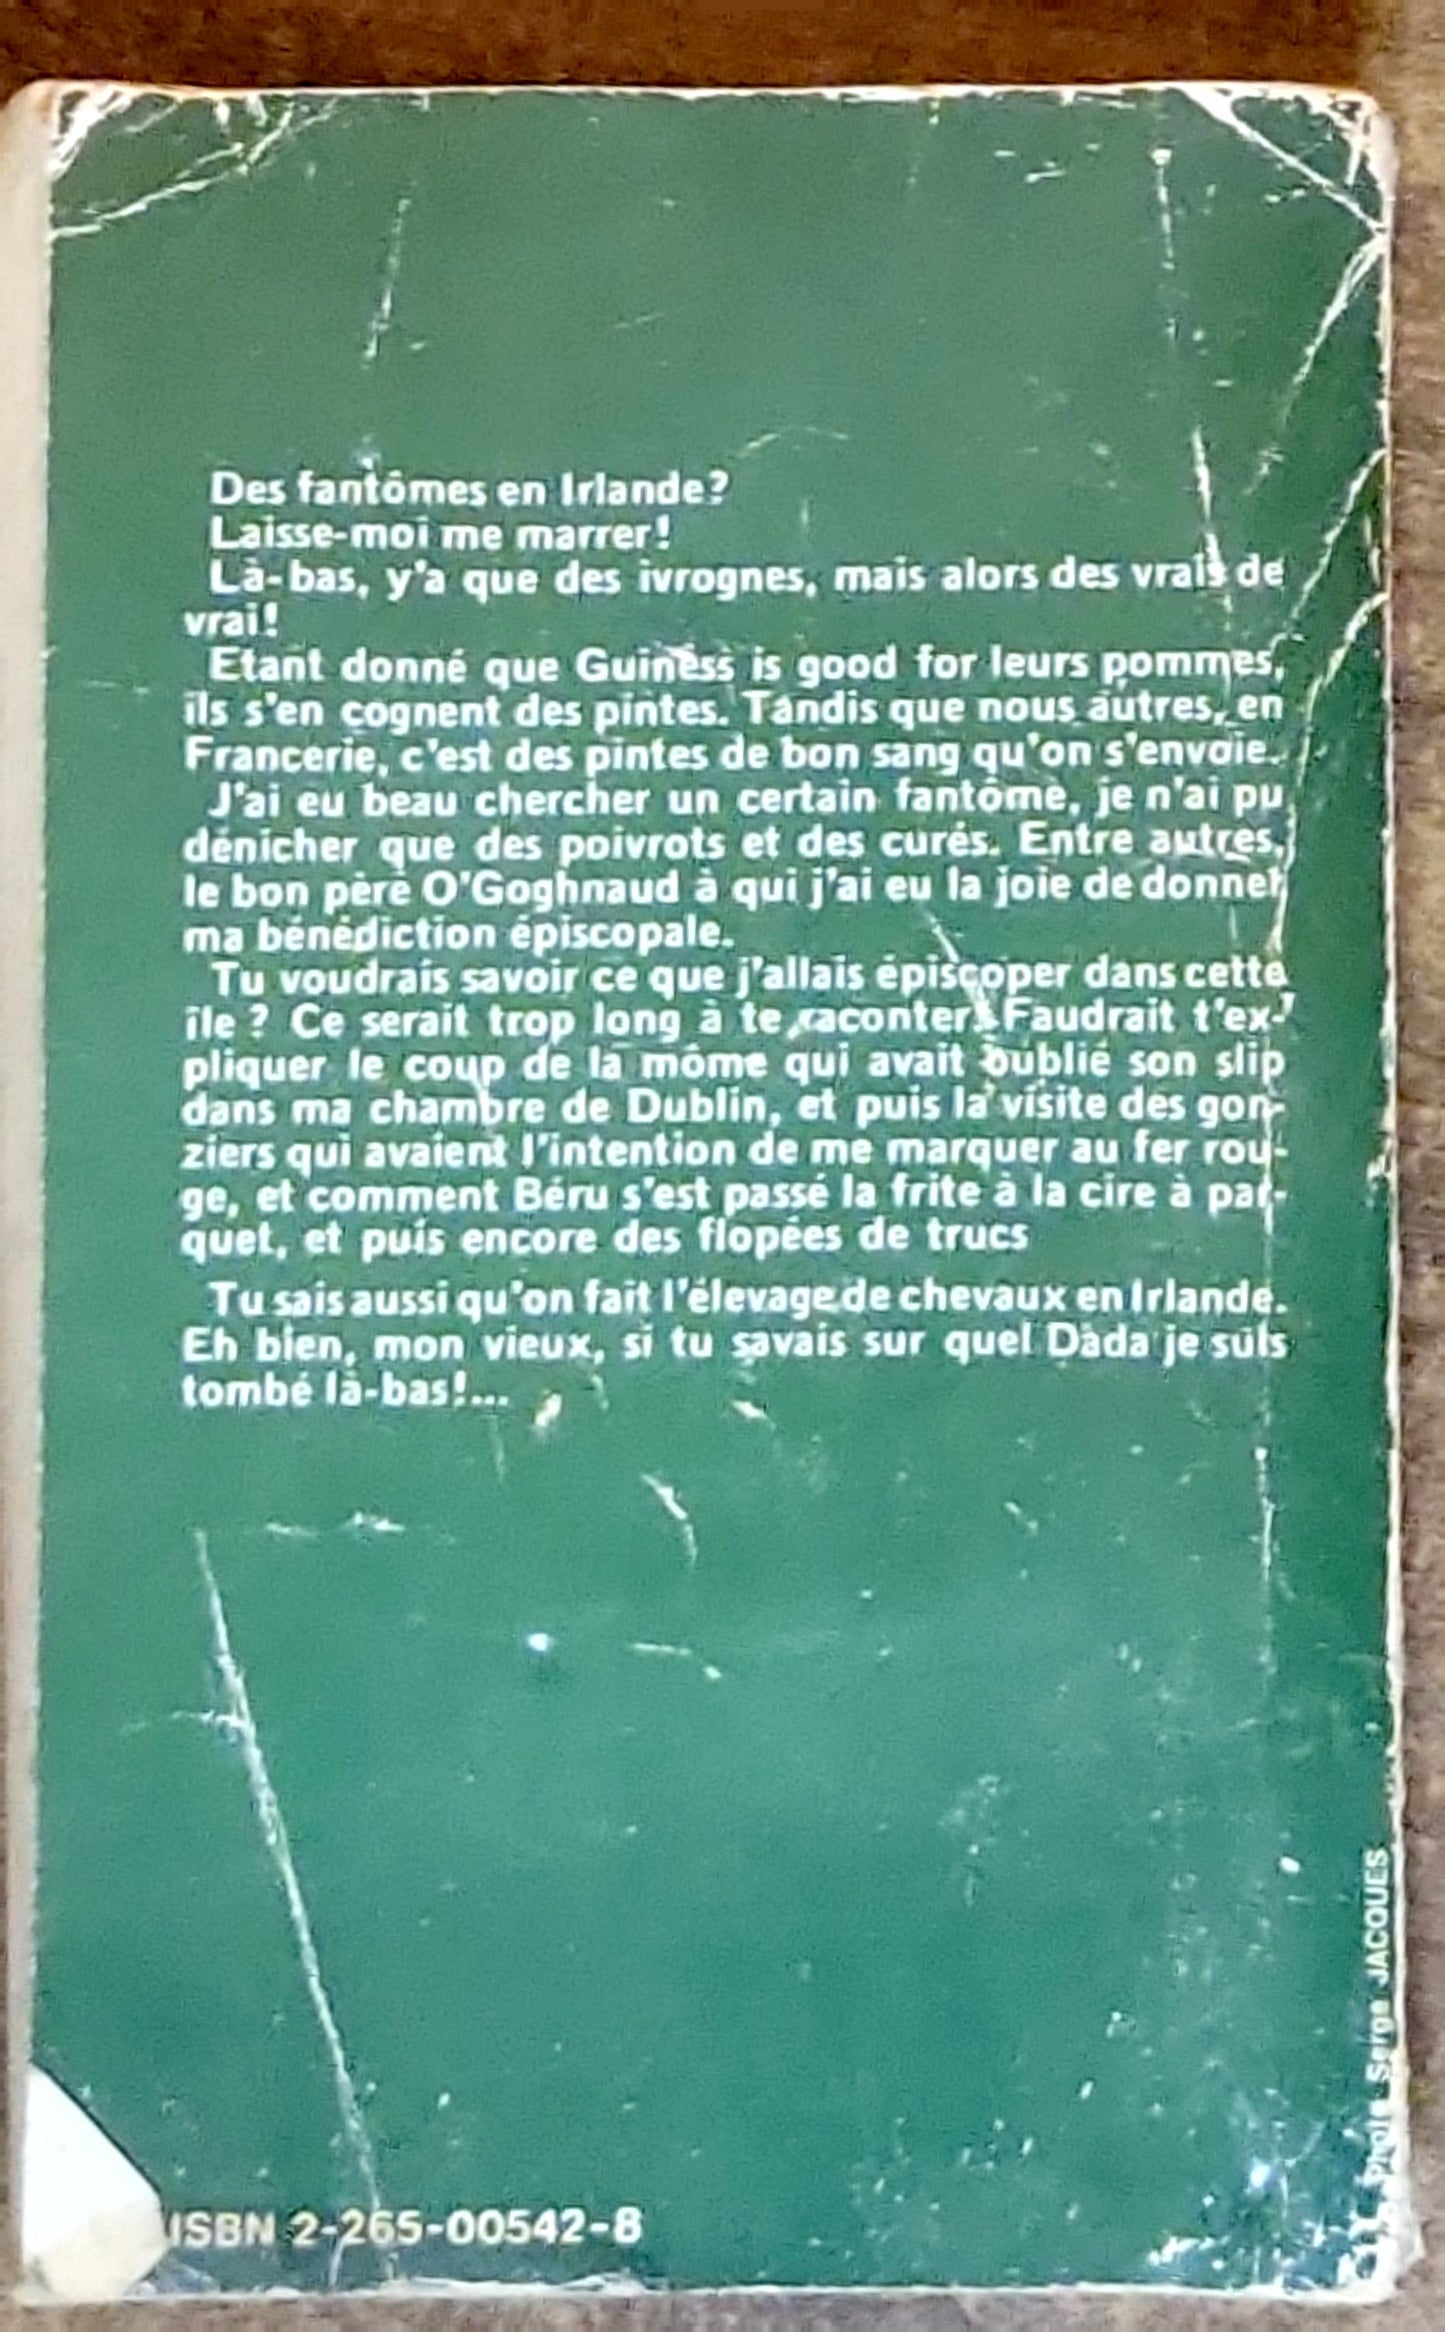 Des fantômes en Irlande?
Laisse-moi me marrer!
Là-bas, y'a que des ivrognes, mais alors des vrais de
vrai!
Etant donné que Guiness is good for leurs pommes,
ils s'en cognent des pintes. Tandis que nous autres, en
Francerie, c'est des pintes de bon sang qu'on s'envoie.
J'ai eu beau chercher un certain fantôme, je n'ai pu
dénicher que des poivrots et des curés. Entre autres,
le bon père O'Goghnaud à qui j'ai eu la joie de donner
ma bénédiction épiscopale.
Tu voudrais savoir ce que j'allais épiscoper dans cette
île ? Ce serait trop long à te raconter. Faudrait t'ex-
pliquer le coup de la môme qui avait oublié son slip
dans ma chambre de Dublin, et puis la visite des gon-
ziers qui avaient l'intention de me marquer au fer rou-
ge, et comment Béru s'est passé la frite à la cire à par-
quet, et puis encore des flopées de trucs
Tu sais aussi qu'on fait l'élevage de chevaux en Irlande.
Eh bien, mon vieux, si tu savais sur quel Dada je suis
tombé là-bas!...
Photo Serge JACQUES
ISBN 2-265-00542-8